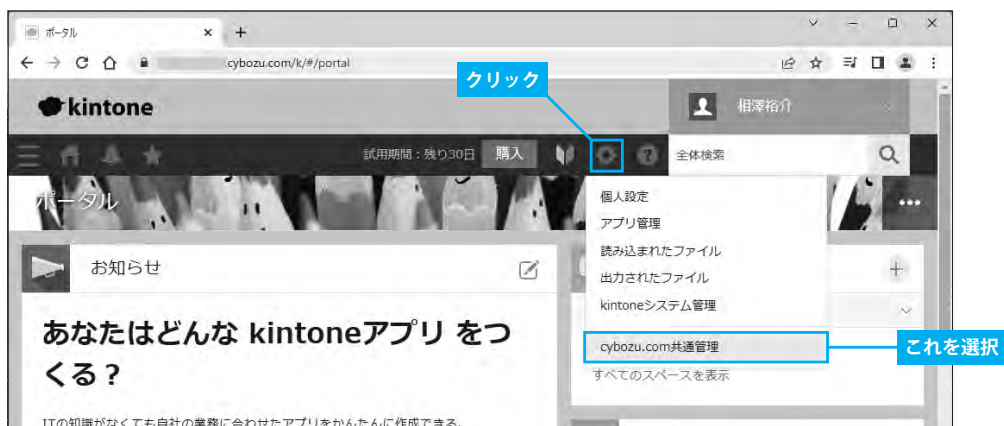 ポータル
.cybozu.com/k/#/portal
クリック
kintone
相澤裕介
試用期間：残り30日
購入
全体検索
ポータル
個人設定
アプリ管理
読み込まれたファイル
出力されたファイル
kintoneシステム管理
cybozu.com共通管理
これを選択
すべてのスペースを表示
お知らせ
あなたはどんな kintoneアプリ をつ
くる？
ITの知識がなくても自社の業務に合わせたアプリをかんたんに作成できる。